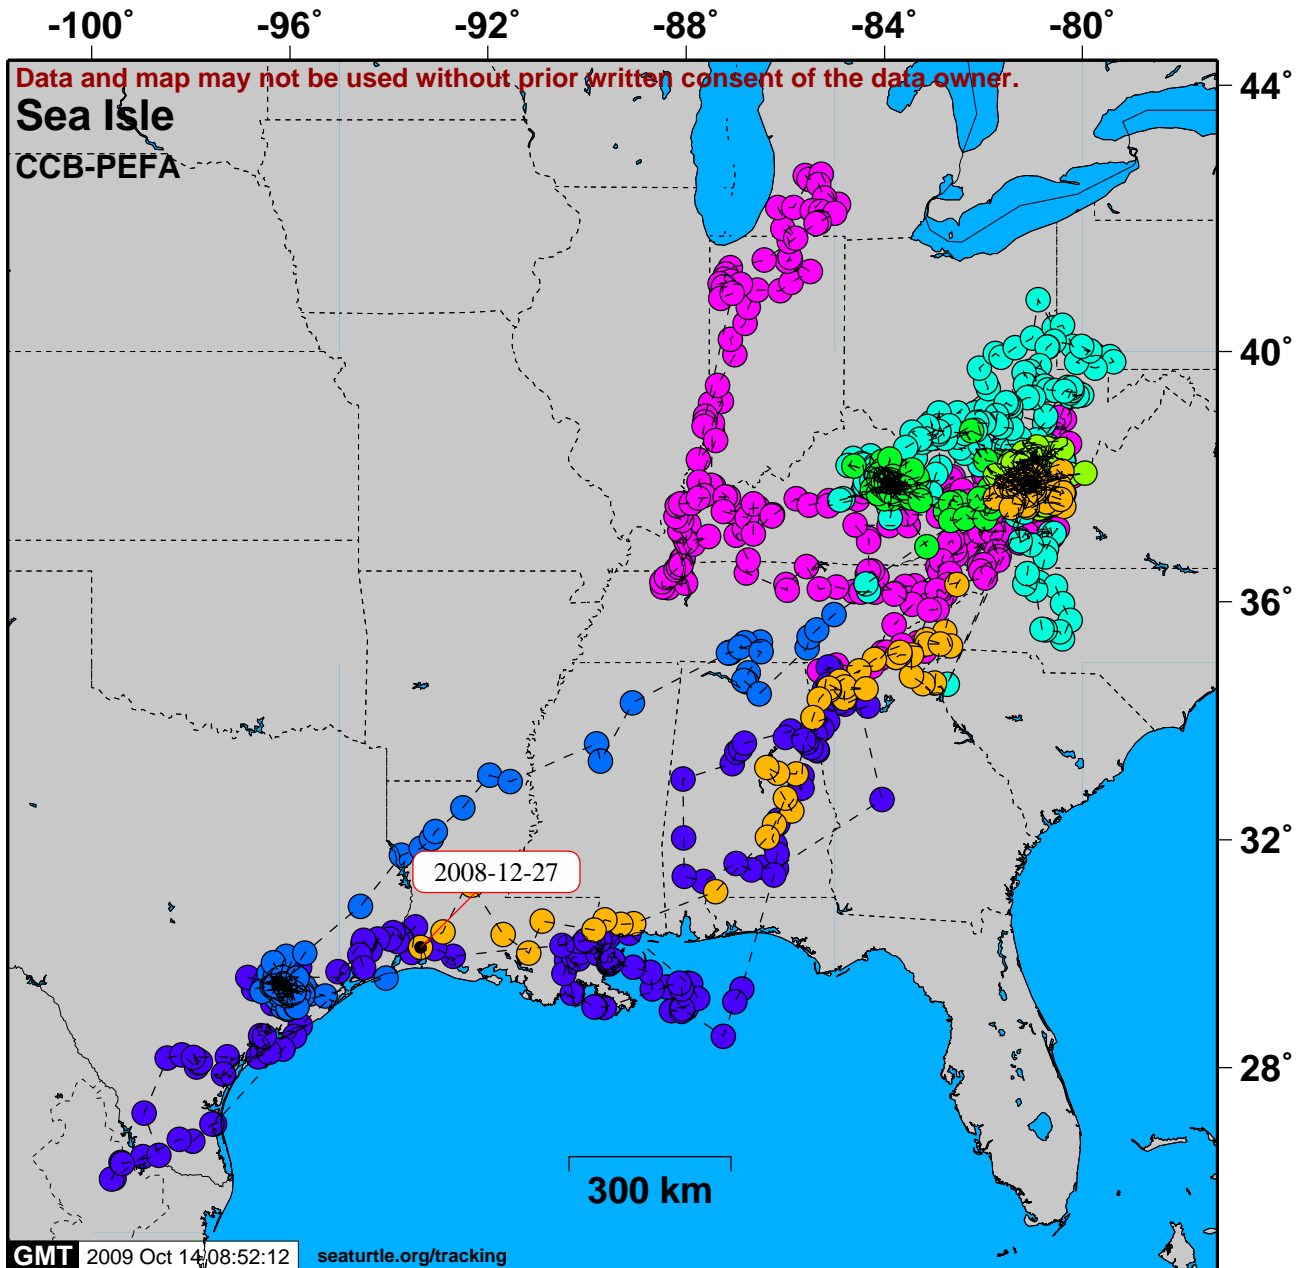 -100° -96° -92° -88° -84° -80°
Data and map may not be used without prior written consent of the data owner.
44°
Sea Isle
CCB-PEFA
40°
36°
32°
2008-12-27
28°
300 km
GMT 2009 Oct 14 08:52:12 seaturtle.org/tracking